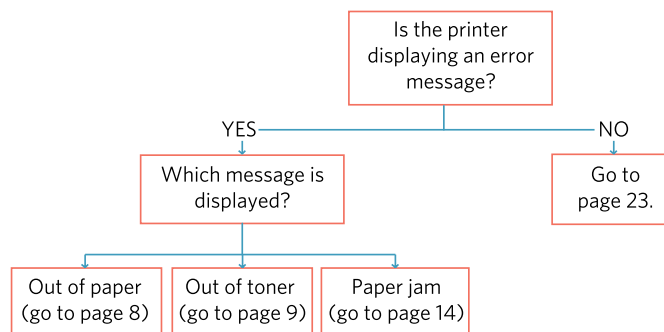 Is the printer
displaying an error
message?
YES
NO
Which message is
displayed?
Go to
page 23.
Out of paper
(go to page 8)
Out of toner
(go to page 9)
Paper jam
(go to page 14)